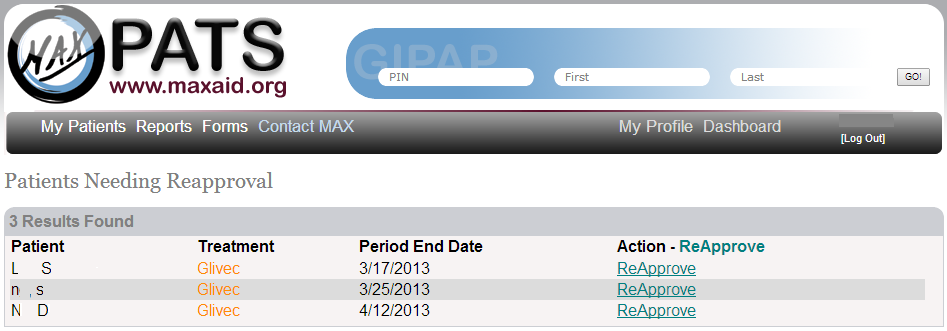 MAX PATS
www.maxaid.org
GIPAP
PIN First Last GO!
My Patients Reports Forms Contact MAX My Profile Dashboard
[Log Out]
Patients Needing Reapproval
3 Results Found
Patient Treatment Period End Date Action - ReApprove
L S Glivec 3/17/2013 ReApprove
n , s Glivec 3/25/2013 ReApprove
N D Glivec 4/12/2013 ReApprove